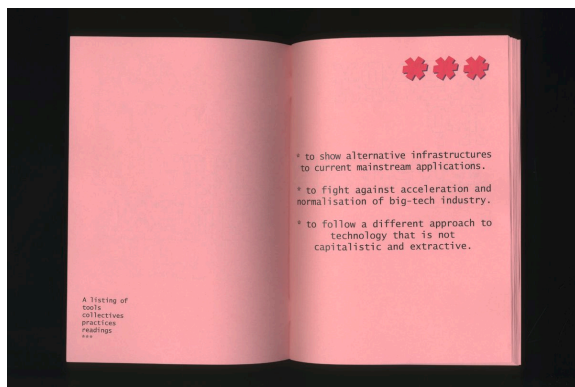 A listing of
tools
collectives
practices
readings
***
***
* to show alternative infrastructures
to current mainstream applications.
* to fight against acceleration and
normalisation of big-tech industry.
* to follow a different approach to
technology that is not
capitalistic and extractive.